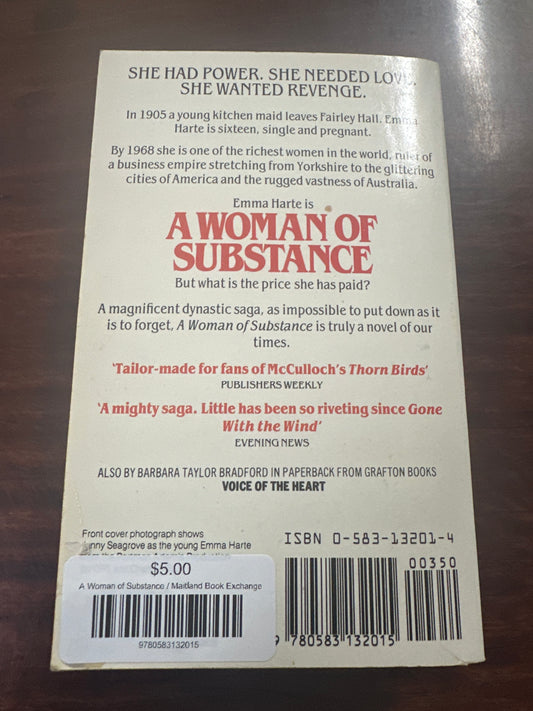 SHE HAD POWER. SHE NEEDED LOVE.
SHE WANTED REVENGE.
In 1905 a young kitchen maid leaves Fairley Hall. Emma
Harte is sixteen, single and pregnant.
By 1968 she is one of the richest women in the world, ruler of
a business empire stretching from Yorkshire to the glittering
cities of America and the rugged vastness of Australia.
Emma Harte is
A WOMAN OF
SUBSTANCE
But what is the price she has paid?
A magnificent dynastic saga, as impossible to put down as it
is to forget, A Woman of Substance is truly a novel of our
times.
‘Tailor-made for fans of McCulloch's Thorn Birds’
PUBLISHERS WEEKLY
‘A mighty saga. Little has been so riveting since Gone
With the Wind’
EVENING NEWS
ALSO BY BARBARA TAYLOR BRADFORD IN PAPERBACK FROM GRAFTON BOOKS
VOICE OF THE HEART
Front cover photograph shows
Jenny Seagrove as the young Emma Harte
ISBN 0-583-13201-4
00350
9 780583 132015
$5.00
A Woman of Substance / Maitland Book Exchange
9780583132015